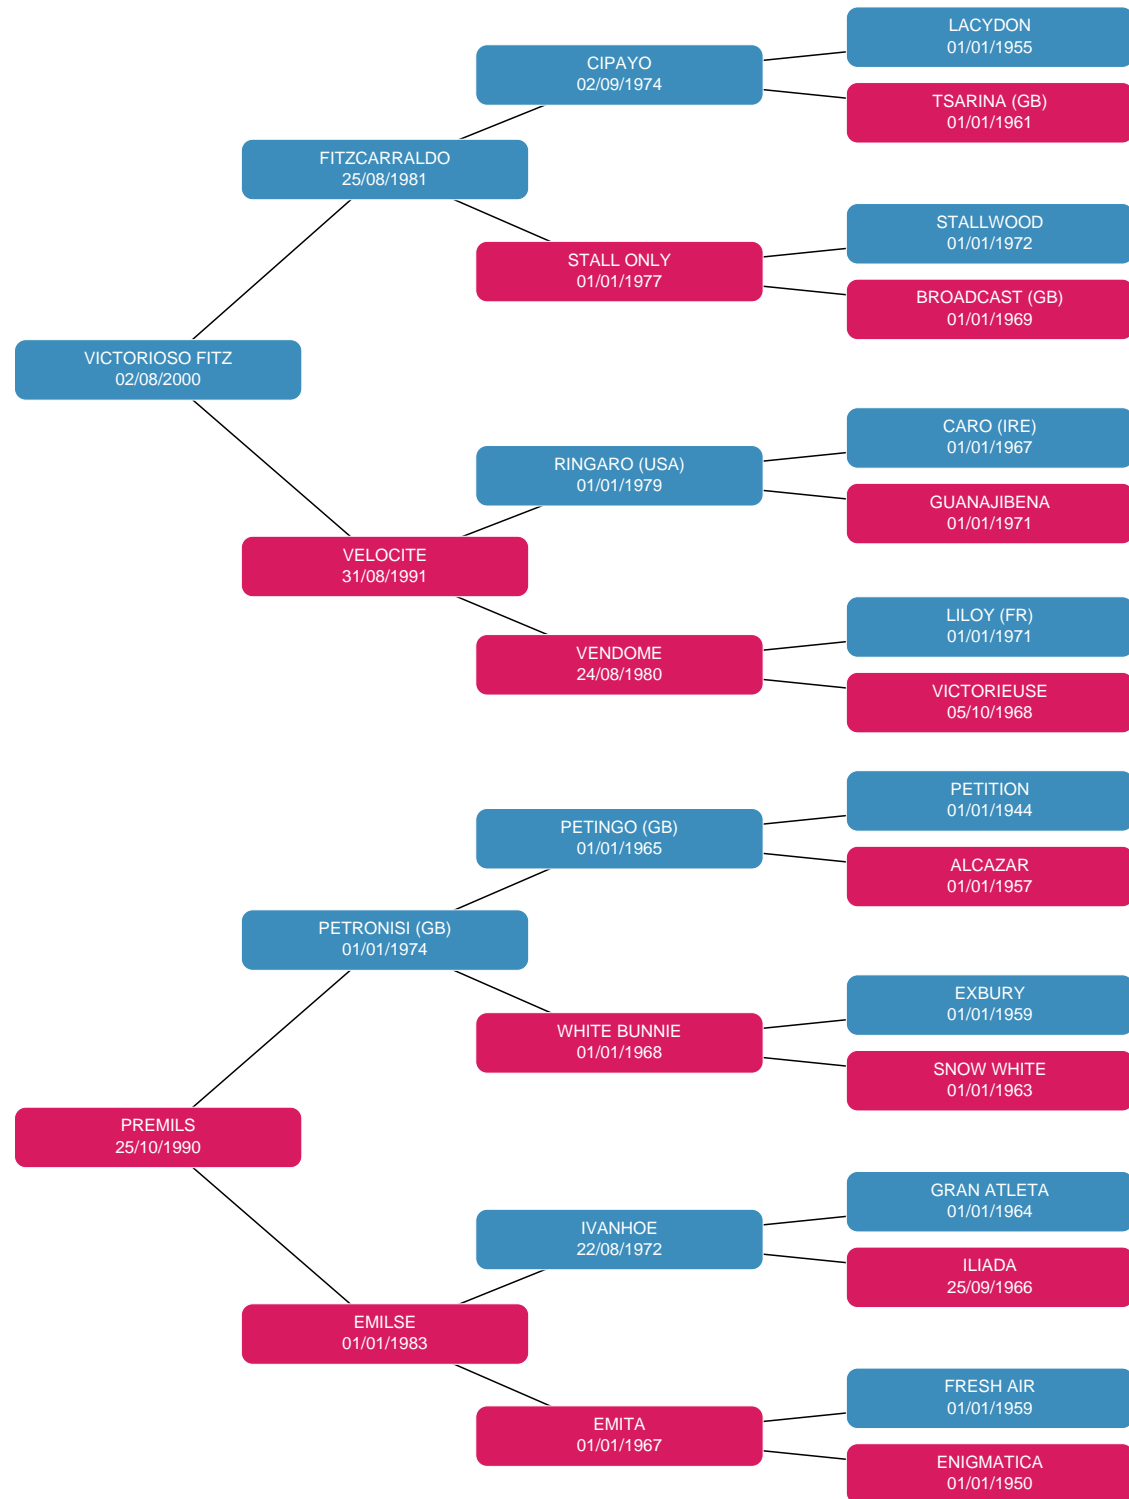 LACYDON
01/01/1955
CIPAYO
02/09/1974
TSARINA (GB)
01/01/1961
FITZCARRALDO
25/08/1981
STALLWOOD
01/01/1972
STALL ONLY
01/01/1977
BROADCAST (GB)
01/01/1969
VICTORIOSO FITZ
02/08/2000
CARO (IRE)
01/01/1967
RINGARO (USA)
01/01/1979
GUANAJIBENA
01/01/1971
VELOCITE
31/08/1991
LILOY (FR)
01/01/1971
VENDOME
24/08/1980
VICTORIEUSE
05/10/1968
PETITION
01/01/1944
PETINGO (GB)
01/01/1965
ALCAZAR
01/01/1957
PETRONISI (GB)
01/01/1974
EXBURY
01/01/1959
WHITE BUNNIE
01/01/1968
SNOW WHITE
01/01/1963
PREMILS
25/10/1990
GRAN ATLETA
01/01/1964
IVANHOE
22/08/1972
ILIADA
25/09/1966
EMILSE
01/01/1983
FRESH AIR
01/01/1959
EMITA
01/01/1967
ENIGMATICA
01/01/1950